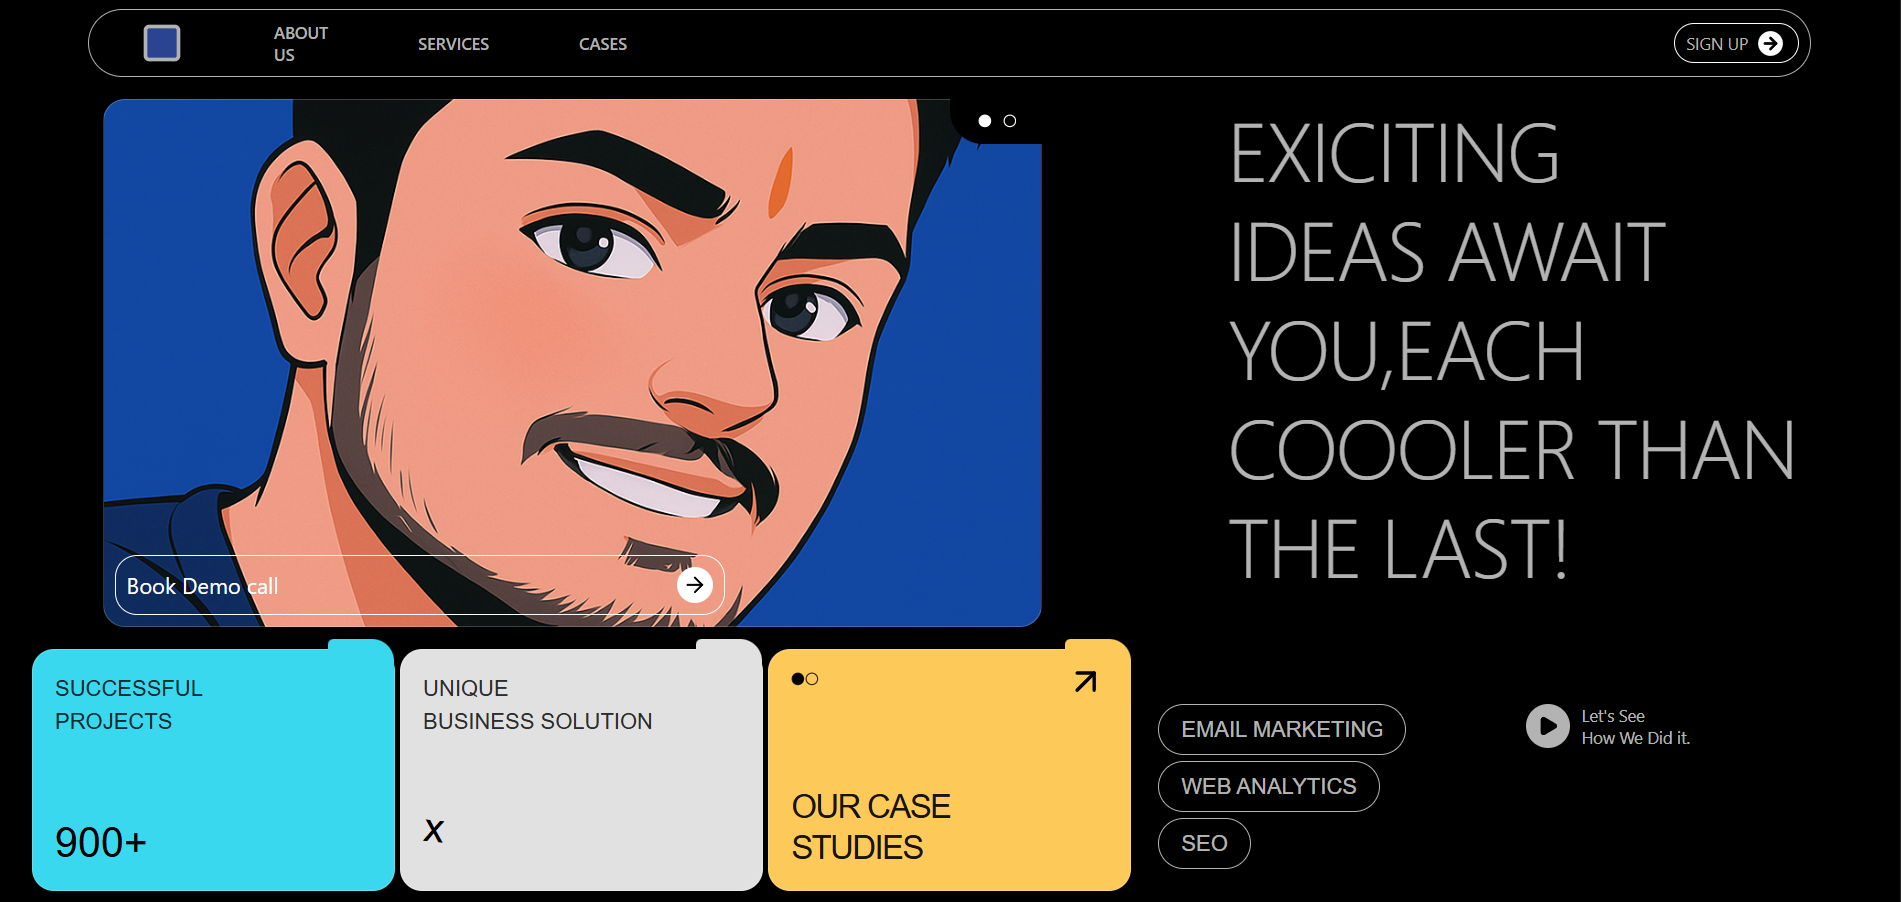 ABOUT
US
SERVICES
CASES
SIGN UP
EXICITING
IDEAS AWAIT
YOU,EACH
COOOLER THAN
THE LAST!
Book Demo call
SUCCESSFUL
PROJECTS
900+
UNIQUE
BUSINESS SOLUTION
x
OUR CASE
STUDIES
EMAIL MARKETING
WEB ANALYTICS
SEO
Let's See
How We Did it.